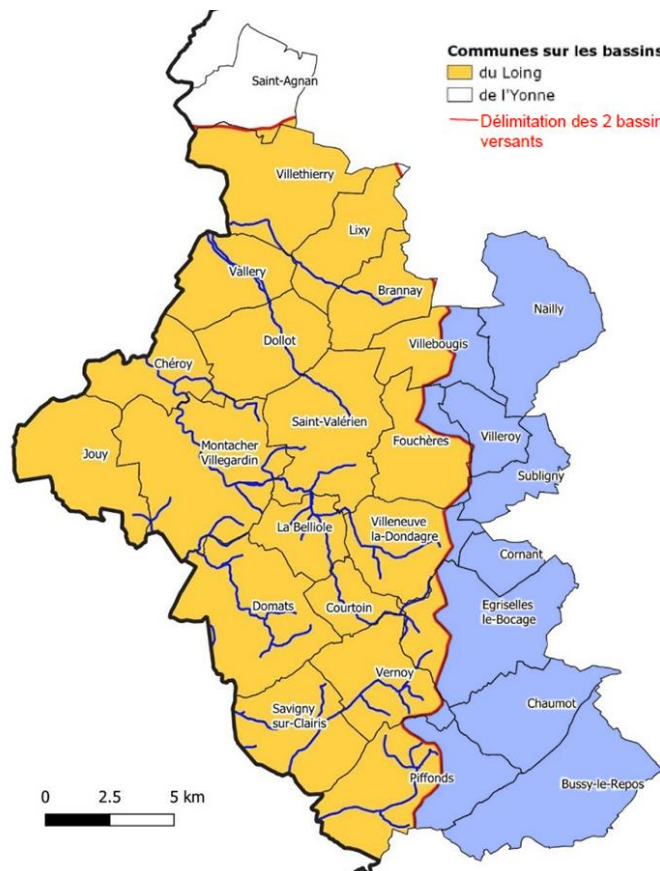 Communes sur les bassins
du Loing
de l'Yonne
Délimitation des 2 bassin
versants
Saint-Agnan
Villethierry
Lixy
Vallery
Brannay
Nailly
Dollot
Villebougis
Chéroy
Saint-Valérien
Villeroy
Jouy
Montacher
Villegardin
Fouchères
Subligny
La Belliole
Villeneuve
la-Dondagre
Cornant
Domats
Courtoin
Egriselles
le-Bocage
Vernoy
Savigny
sur-Clairis
Chaumot
Piffonds
Bussy-le-Repos
0 2.5 5 km